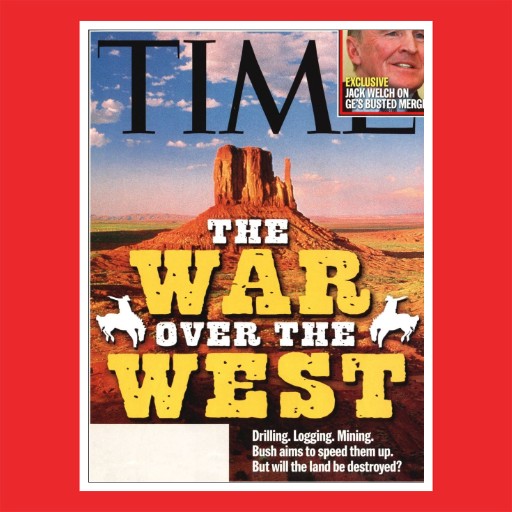 TIME
EXCLUSIVE
JACK WELCH ON
GE'S BUSTED MERG
THE
WAR
OVER THE
WEST
Drilling. Logging. Mining.
Bush aims to speed them up.
But will the land be destroyed?